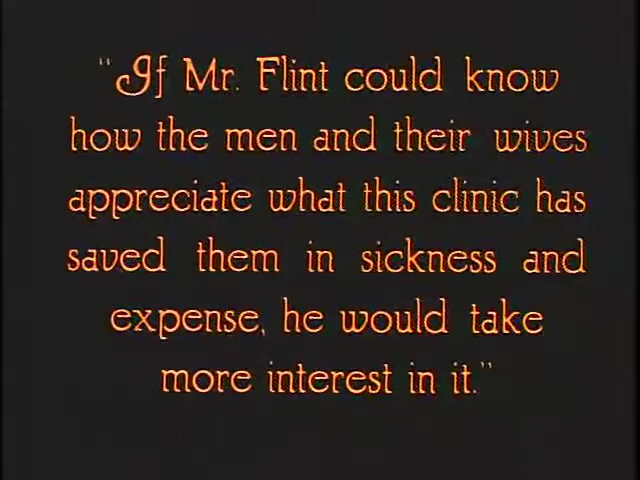 "If Mr. Flint could know
how the men and their wives
appreciate what this clinic has
saved them in sickness and
expense, he would take
more interest in it."